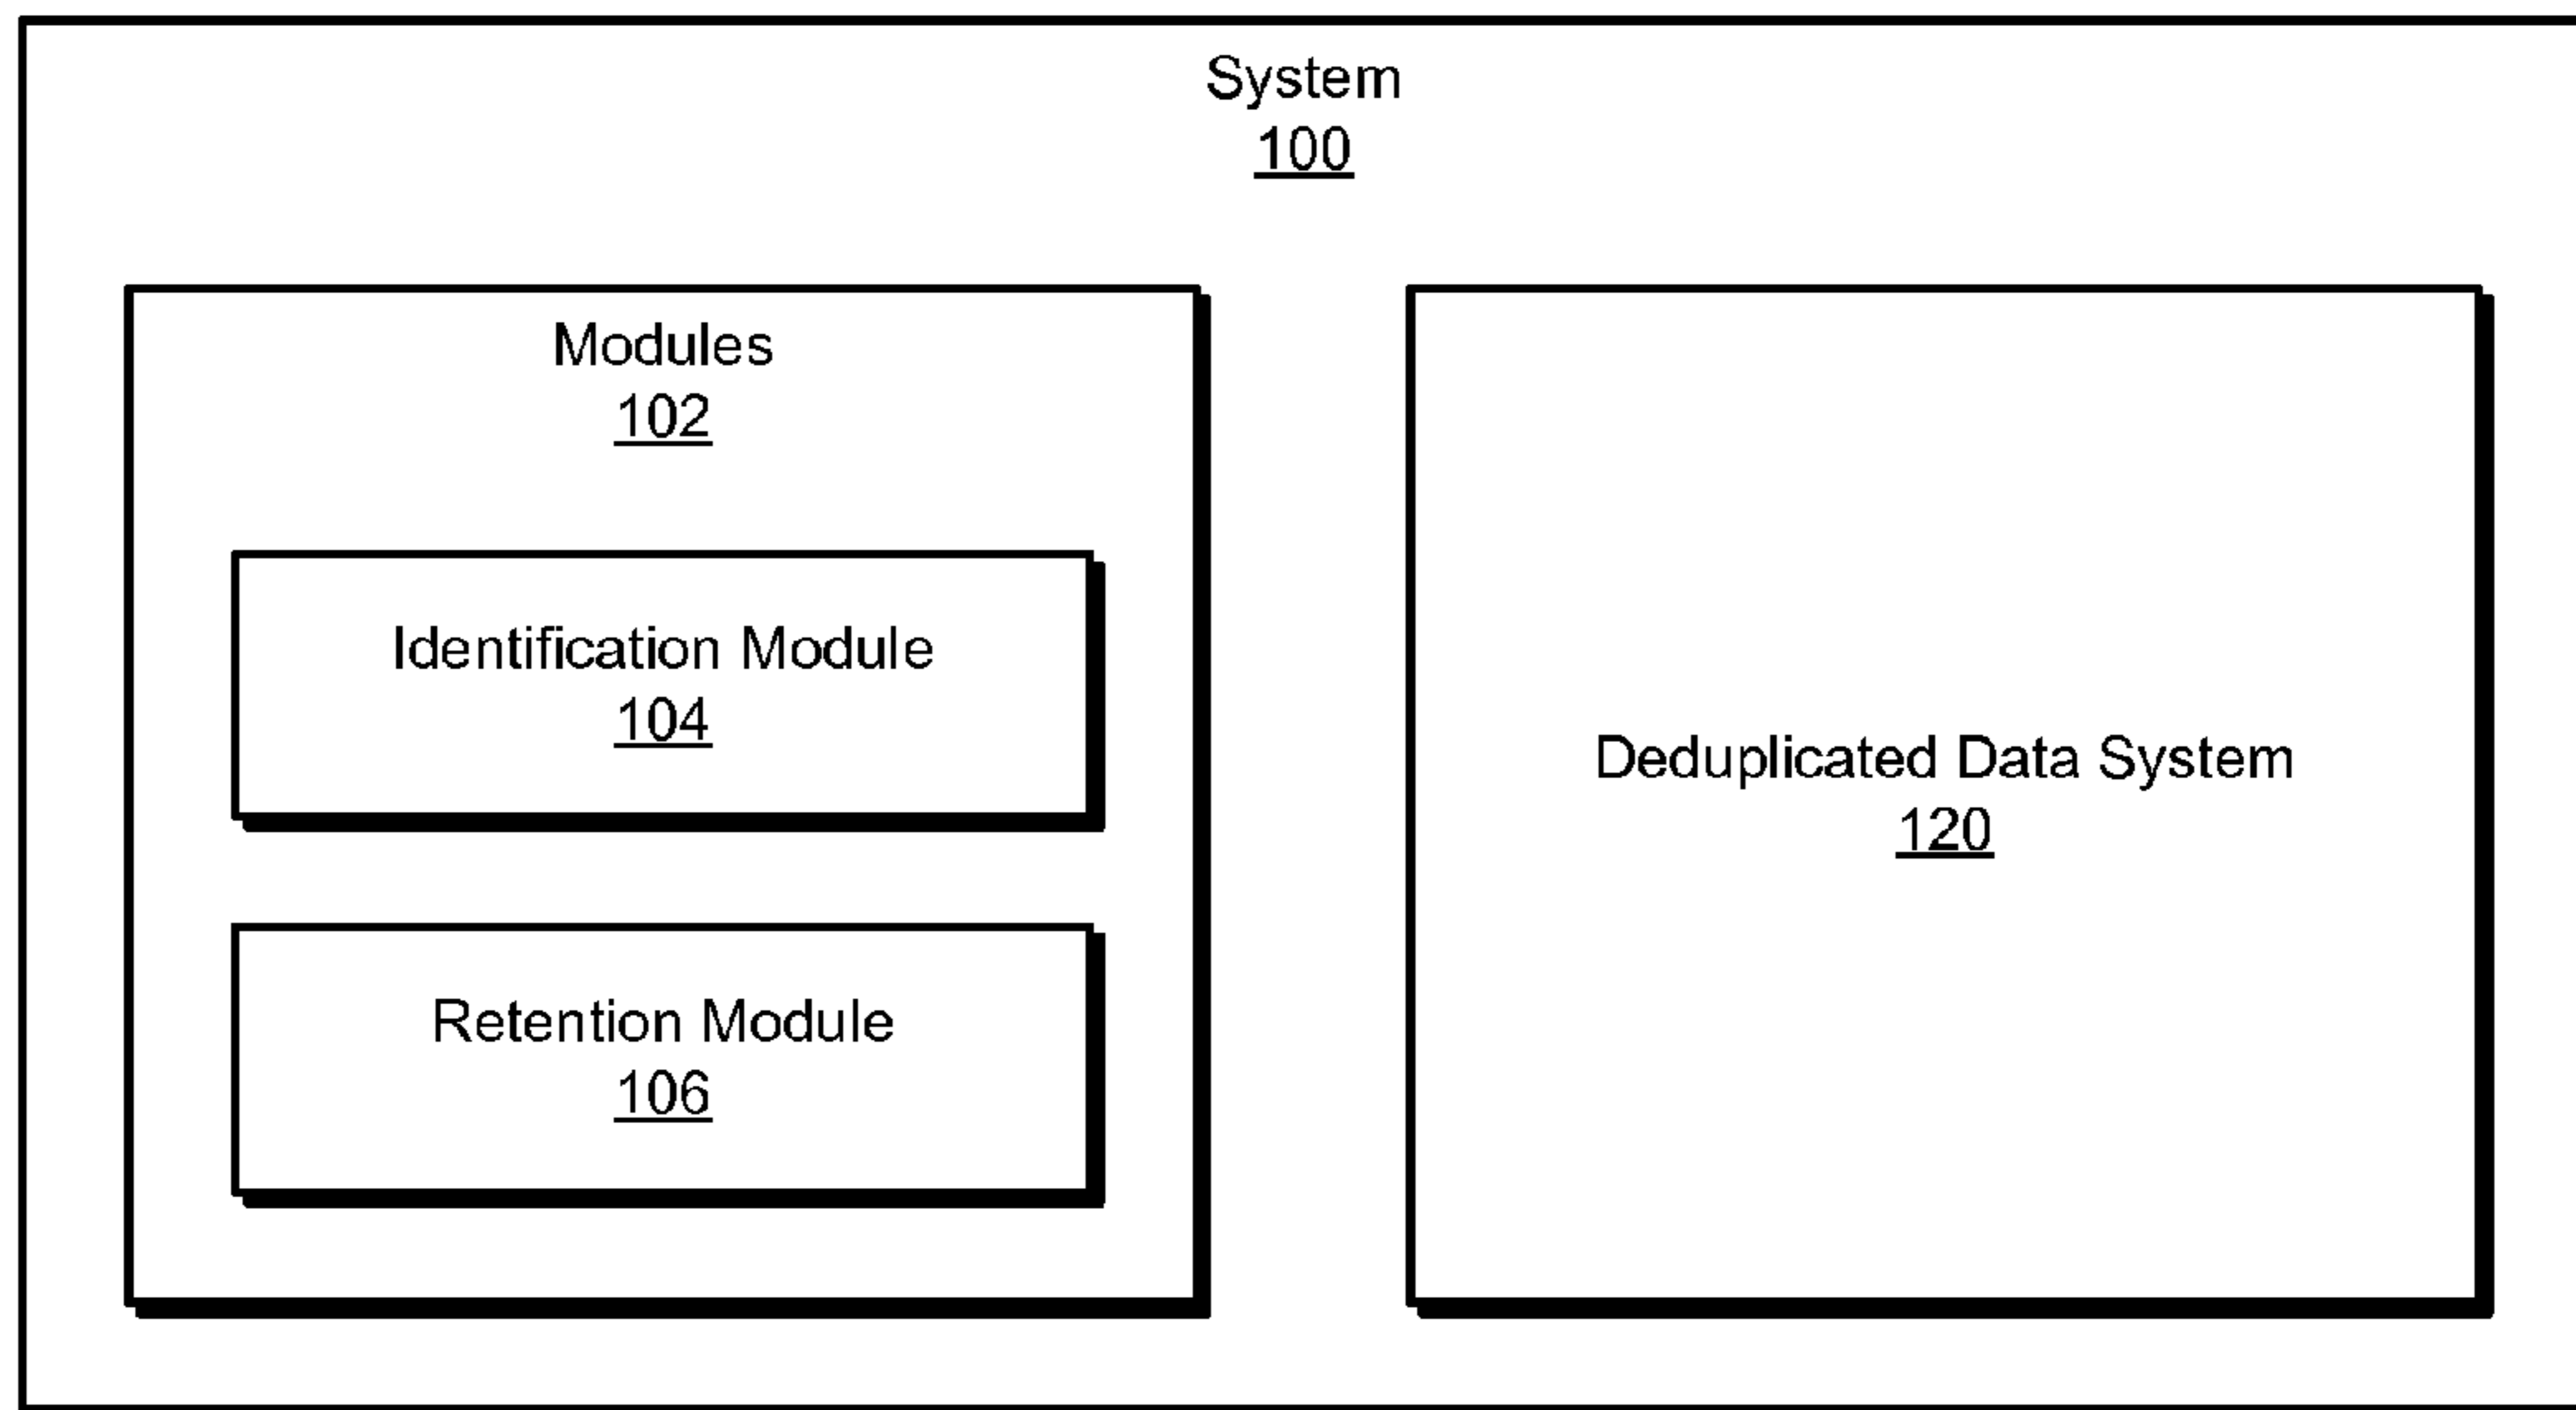 System
100
Modules
102
Identification Module
104
Retention Module
106
Deduplicated Data System
120